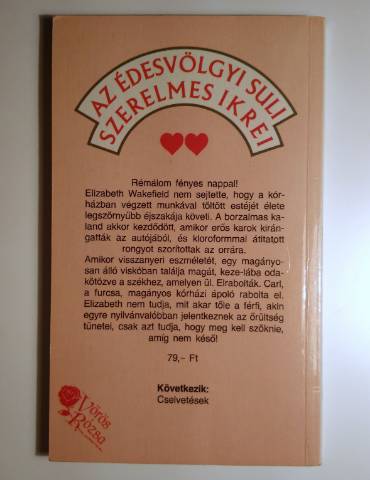 AZ ÉDESVÖLGYI SULI
SZERELMES IKREI
Rémálom fényes nappal!
Elizabeth Wakefield nem sejtette, hogy a kór-
házban végzett munkával töltött estéjét élete
legszörnyűbb éjszakája követi. A borzalmas ka-
land akkor kezdődött, amikor erős karok kirán-
gatták az autójából, és kloroformmal átitatott
rongyot szorítottak az orrára.
Amikor visszanyeri eszméletét, egy magányo-
san álló viskóban találja magát, keze-lába oda-
kötözve a székhez, amelyen ül. Elrabolták. Carl,
a furcsa, magányos kórházi ápoló rabolta el.
Elizabeth nem tudja, mit akar tőle a férfi, akin
egyre nyilvánvalóbban jelentkeznek az őrültség
tünetei, csak azt tudja, hogy meg kell szöknie,
amíg nem késő!
79,– Ft
Következik:
Cselvetések
Vörös
Rózsa